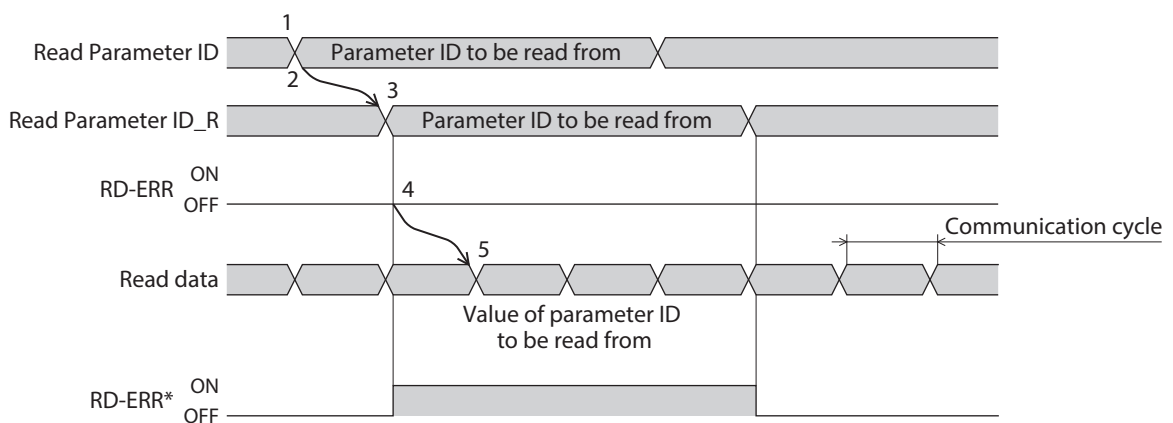 1
Read Parameter ID
Parameter ID to be read from
2
3
Read Parameter ID_R
Parameter ID to be read from
ON
RD-ERR
OFF
4
Communication cycle
5
Read data
Value of parameter ID
to be read from
ON
RD-ERR*
OFF